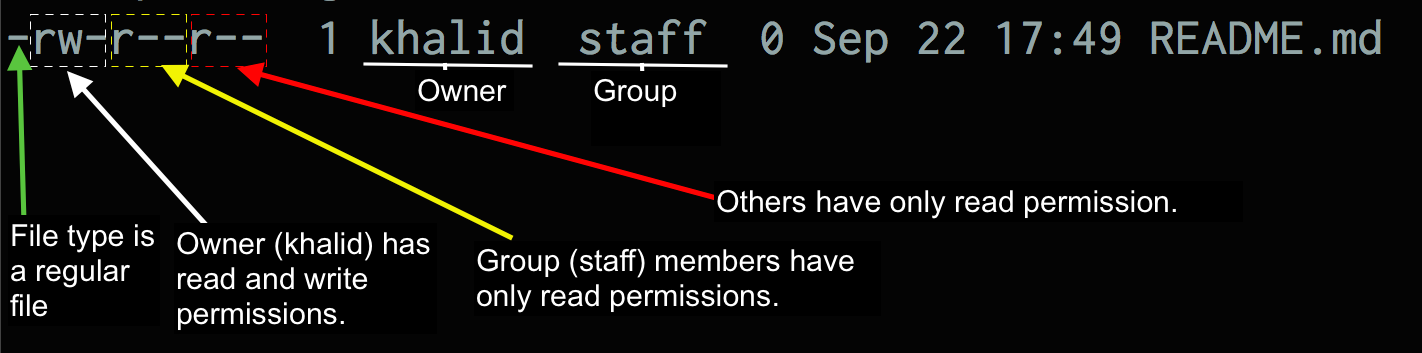 -rw-r--r-- 1 khalid staff 0 Sep 22 17:49 README.md
Owner
Group
Others have only read permission.
File type is
a regular
file
Owner (khalid) has
read and write
permissions.
Group (staff) members have
only read permissions.